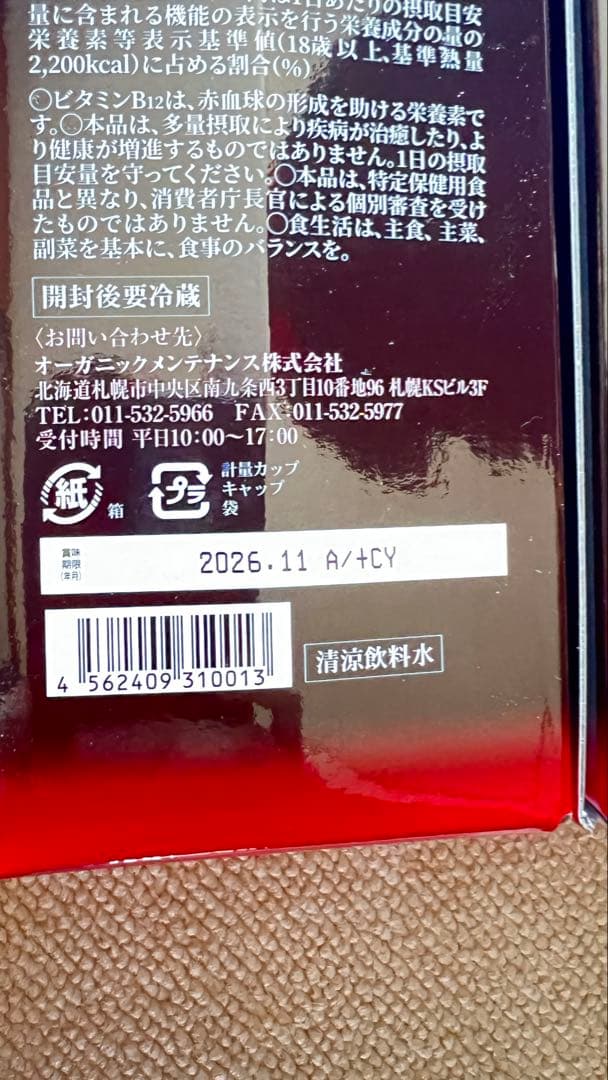 は1日あたりの摂取目安
量に含まれる機能の表示を行う栄養成分の量の
栄養素等表示基準値(18歳以上、基準熱量
2,200kcal)に占める割合(%)
○ビタミンB12は、赤血球の形成を助ける栄養素で
す。○本品は、多量摂取により疾病が治癒したり、よ
り健康が増進するものではありません。1日の摂取
目安量を守ってください。○本品は、特定保健用食
品と異なり、消費者庁長官による個別審査を受け
たものではありません。○食生活は、主食、主菜、
副菜を基本に、食事のバランスを。
開封後要冷蔵
〈お問い合わせ先〉
オーガニックメンテナンス株式会社
北海道札幌市中央区南九条西3丁目10番地96 札幌KSビル3F
TEL:011-532-5966 FAX:011-532-5977
受付時間 平日10:00〜17:00
紙 箱
プラ 計量カップ
キャップ
袋
賞味
期限
(年月)
2026.11 A/+CY
4 562409 310013
清涼飲料水